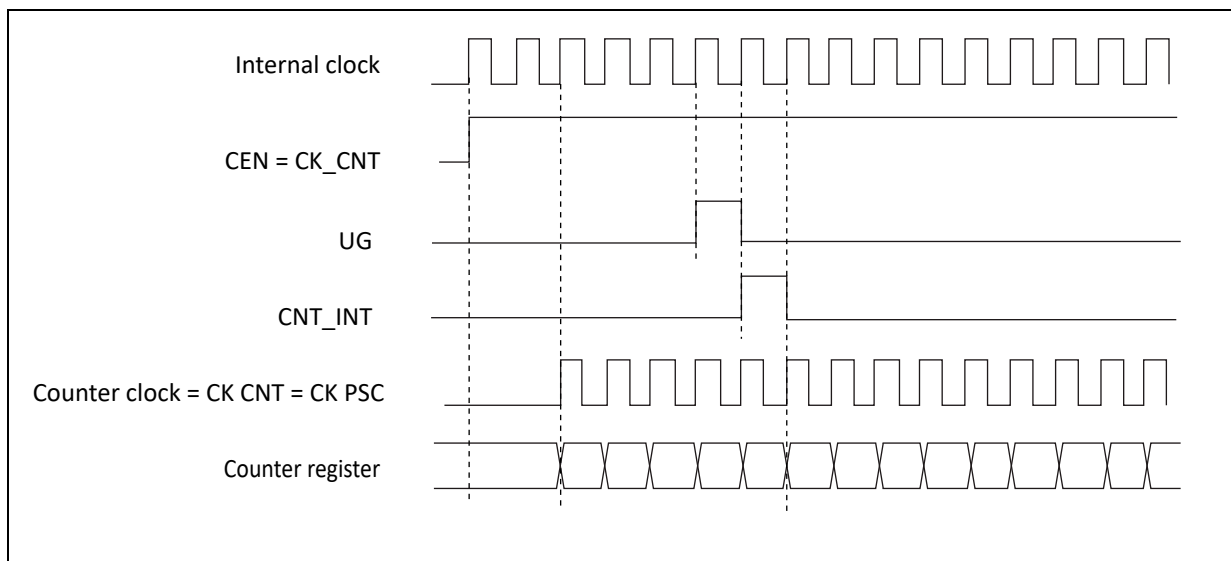 Internal clock
CEN = CK_CNT
UG
CNT_INT
Counter clock = CK CNT = CK PSC
Counter register